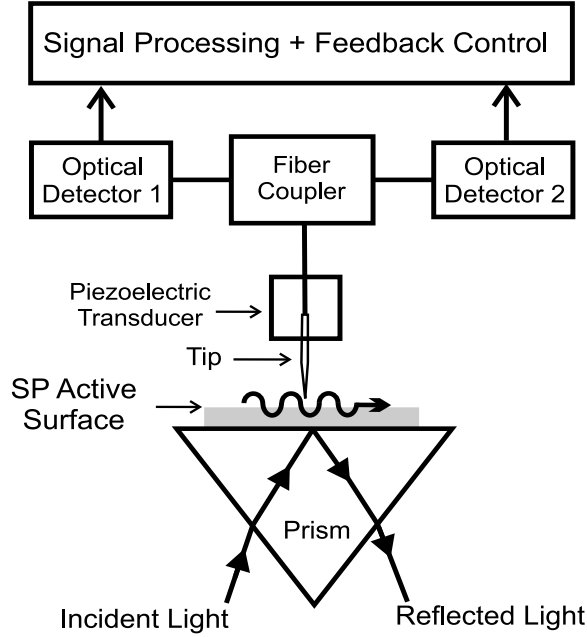 Signal Processing + Feedback Control
Optical
Detector 1
Fiber
Coupler
Optical
Detector 2
Piezoelectric
Transducer
Tip
SP Active
Surface
Prism
Incident Light
Reflected Light